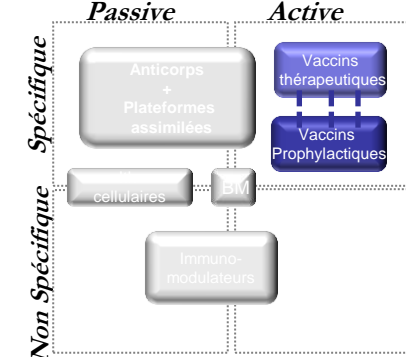 Passive
Active
Spécifique
Anticorps
+
Plateformes
assimilées
Vaccins
thérapeutiques
Vaccins
Prophylactiques
cellulaires
BM
Non Spécifique
Immuno-
modulateurs